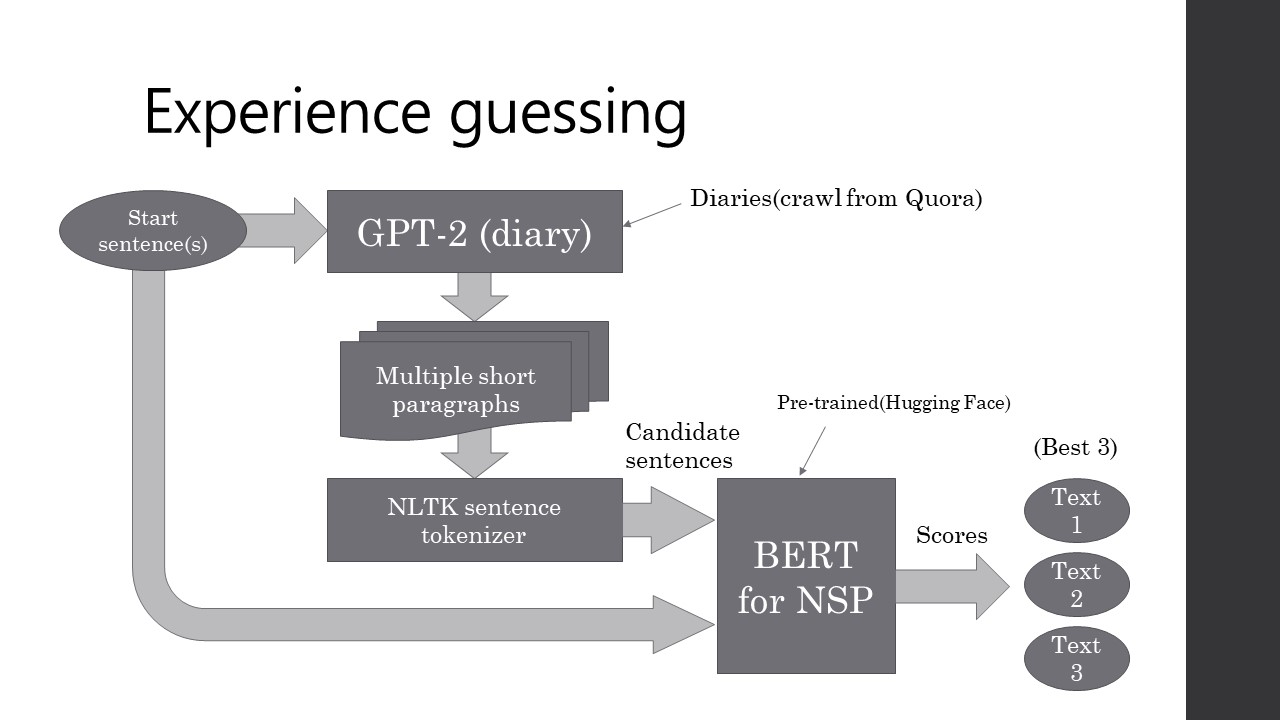 Experience guessing
Start
sentence(s)
GPT-2 (diary)
Diaries(crawl from Quora)
Multiple short
paragraphs
NLTK sentence
tokenizer
Candidate
sentences
Pre-trained(Hugging Face)
BERT
for NSP
Scores
(Best 3)
Text
1
Text
2
Text
3